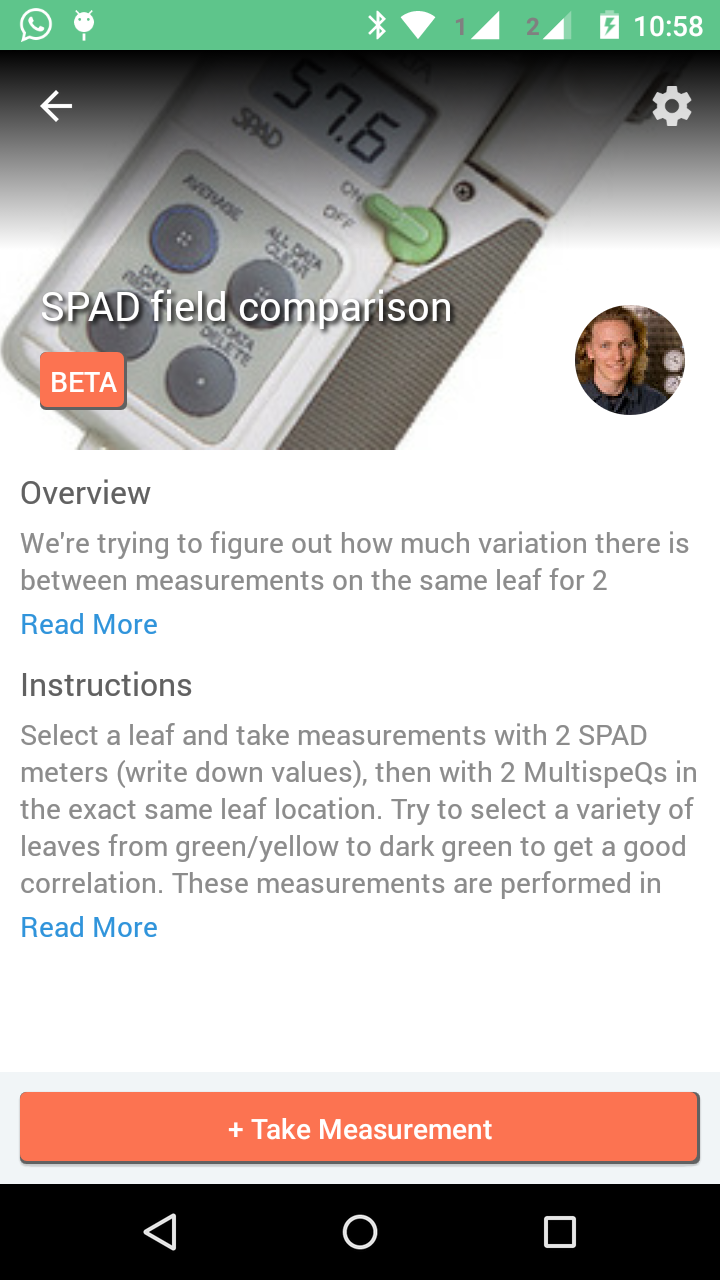 1
2
10:58
57.6
SPAD
ON
OFF
AVERAGE
ALL DATA
CLEAR
DATA
DELETE
SPAD field comparison
BETA
Overview
We're trying to figure out how much variation there is
between measurements on the same leaf for 2
Read More
Instructions
Select a leaf and take measurements with 2 SPAD
meters (write down values), then with 2 MultispeQs in
the exact same leaf location. Try to select a variety of
leaves from green/yellow to dark green to get a good
correlation. These measurements are performed in
Read More
+ Take Measurement